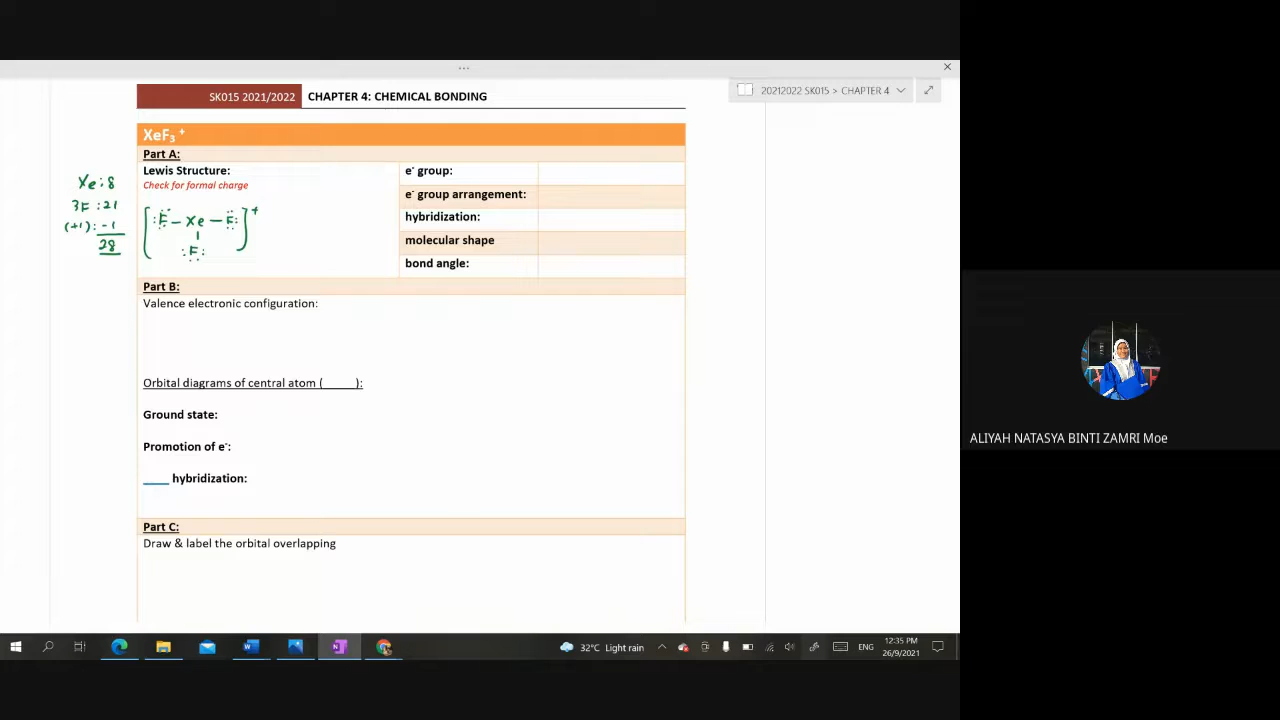 SK015 2021/2022 CHAPTER 4: CHEMICAL BONDING
20212022 SK015 > CHAPTER 4
XeF₃⁺
Part A:
Lewis Structure:
Check for formal charge
e⁻ group:
e⁻ group arrangement:
hybridization:
molecular shape
bond angle:
Xe : 8
3F : 21
(+1) : -1
28
[:F – Xe – F:]⁺
:F:
Part B:
Valence electronic configuration:
Orbital diagrams of central atom (_____):
Ground state:
Promotion of e⁻:
____ hybridization:
Part C:
Draw & label the orbital overlapping
ALIYAH NATASYA BINTI ZAMRI Moe
32°C Light rain
ENG
12:35 PM
26/9/2021